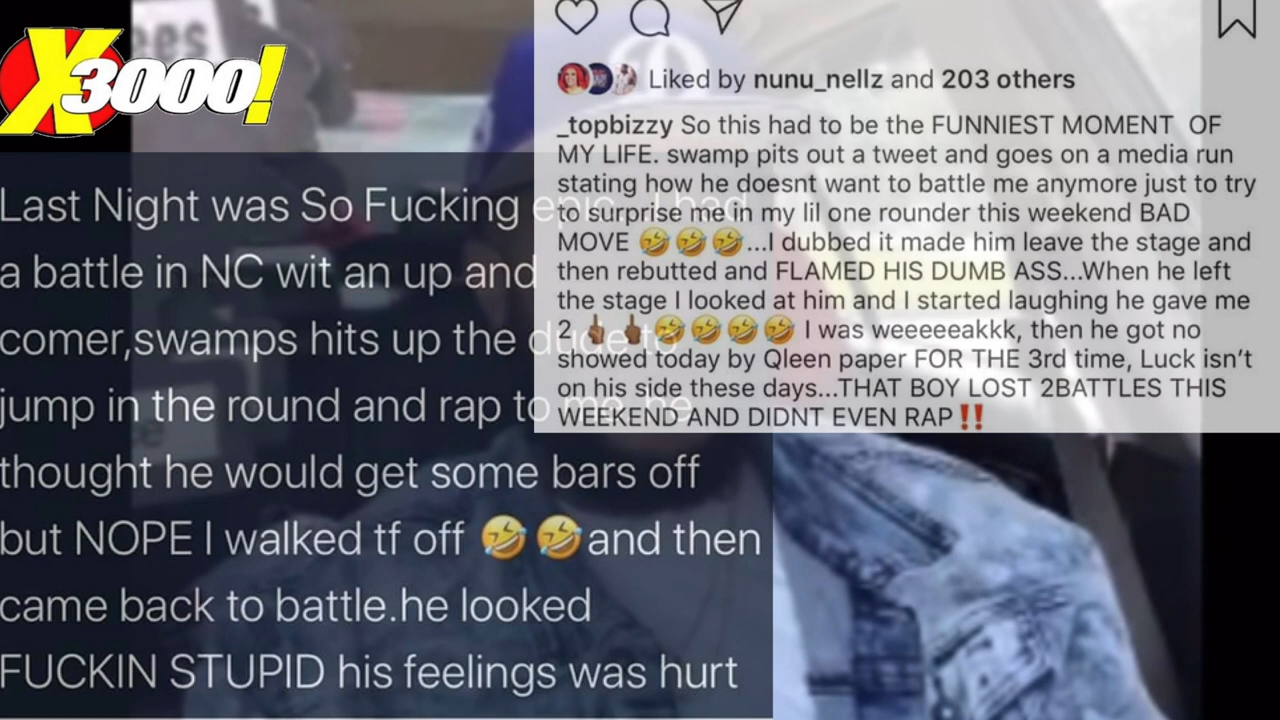 X3000!
ees
Last Night was So Fucking epic. I had
a battle in NC wit an up and
comer,swamps hits up the dude to
jump in the round and rap to me, he
thought he would get some bars off
but NOPE I walked tf off 🤣🤣and then
came back to battle.he looked
FUCKIN STUPID his feelings was hurt
Liked by nunu_nellz and 203 others
_topbizzy So this had to be the FUNNIEST MOMENT OF
MY LIFE. swamp pits out a tweet and goes on a media run
stating how he doesnt want to battle me anymore just to try
to surprise me in my lil one rounder this weekend BAD
MOVE 🤣🤣🤣...I dubbed it made him leave the stage and
then rebutted and FLAMED HIS DUMB ASS...When he left
the stage I looked at him and I started laughing he gave me
2 🖕🏾🖕🏾🤣🤣🤣🤣 I was weeeeeakkk, then he got no
showed today by Qleen paper FOR THE 3rd time, Luck isn't
on his side these days...THAT BOY LOST 2BATTLES THIS
WEEKEND AND DIDNT EVEN RAP‼️